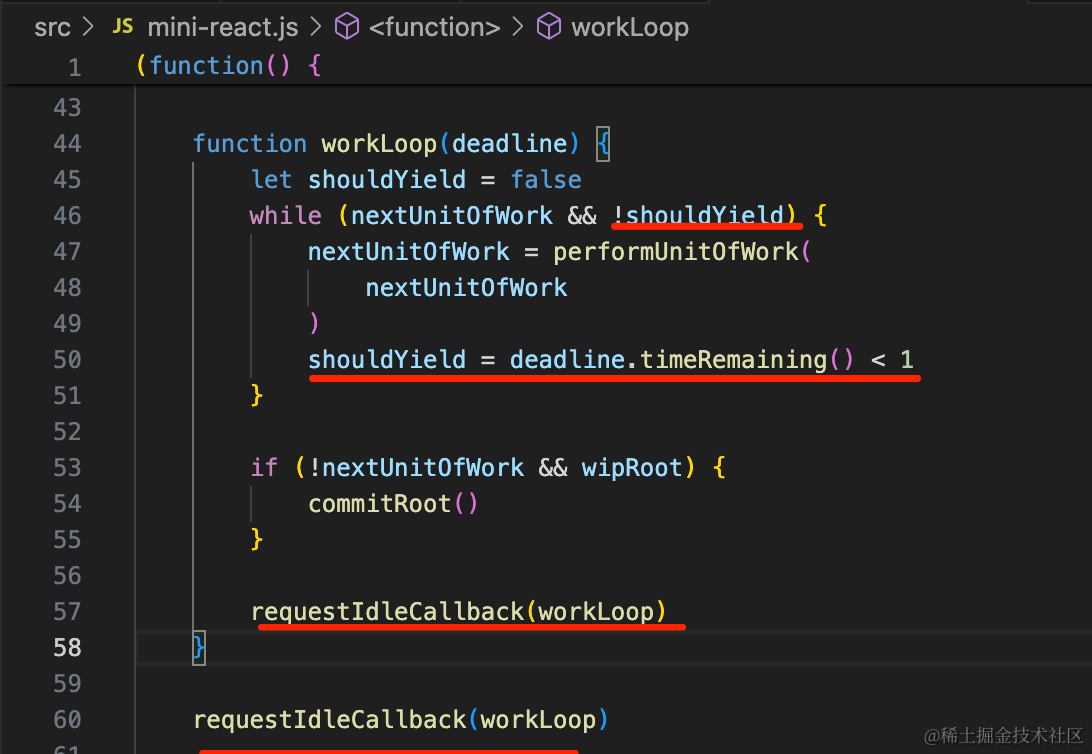 src > JS mini-react.js > <function> > workLoop
1 (function() {
43
44 function workLoop(deadline) {
45 let shouldYield = false
46 while (nextUnitOfWork && !shouldYield) {
47 nextUnitOfWork = performUnitOfWork(
48 nextUnitOfWork
49 )
50 shouldYield = deadline.timeRemaining() < 1
51 }
52
53 if (!nextUnitOfWork && wipRoot) {
54 commitRoot()
55 }
56
57 requestIdleCallback(workLoop)
58 }
59
60 requestIdleCallback(workLoop)
61
@稀土掘金技术社区